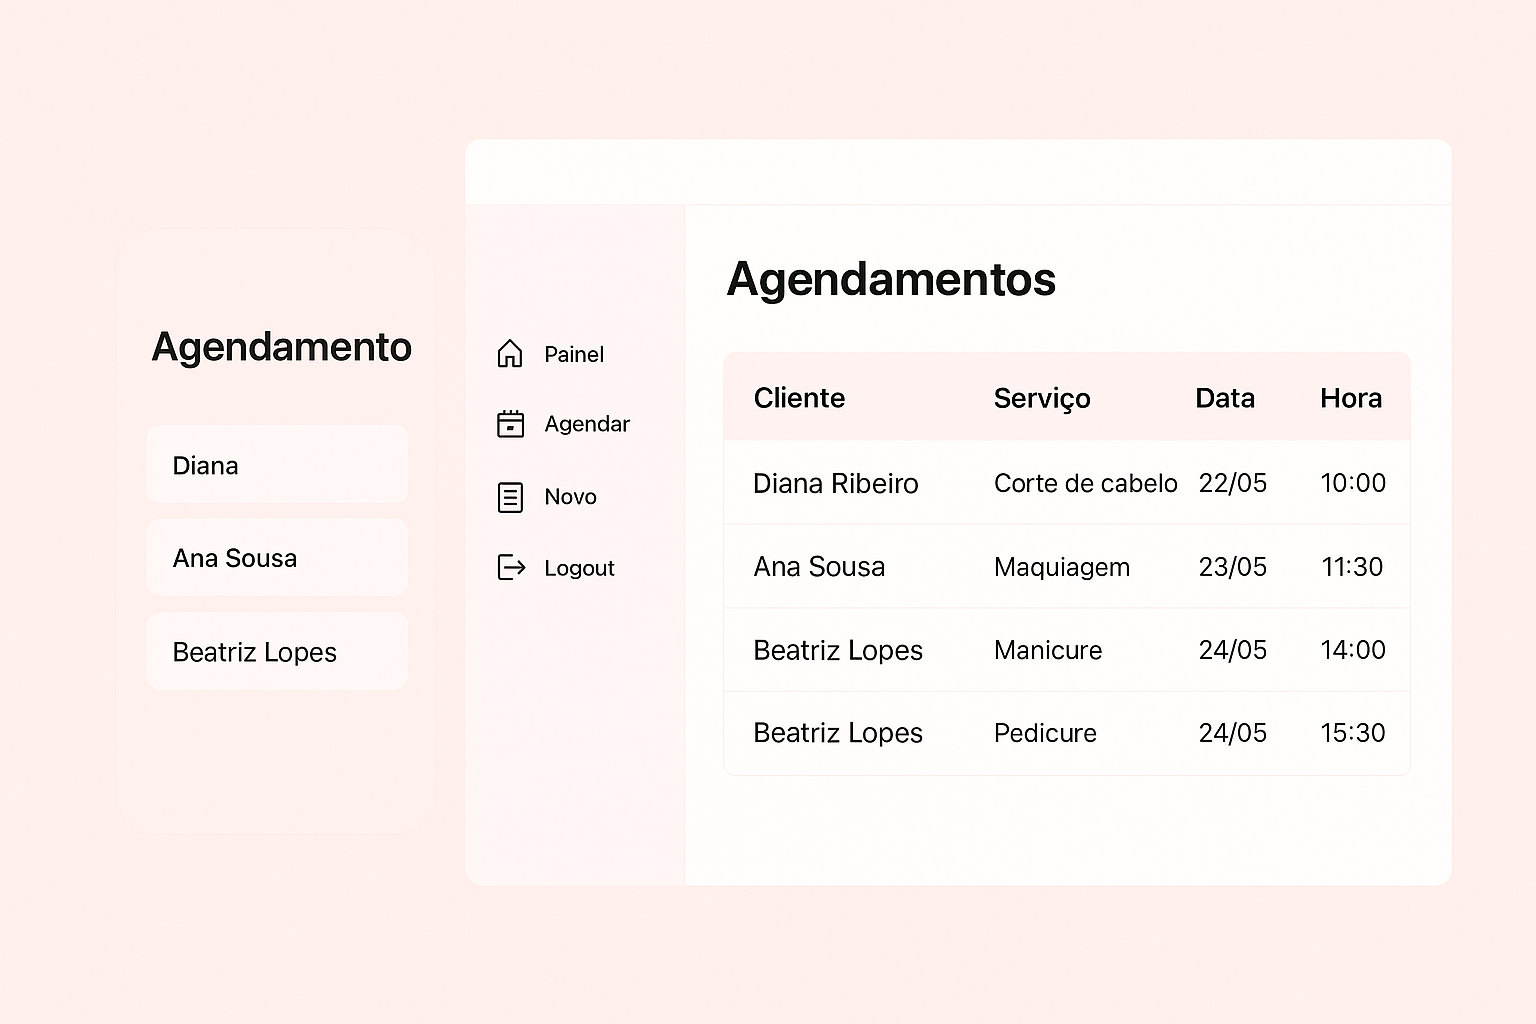 Agendamento
Diana
Ana Sousa
Beatriz Lopes
Painel
Agendar
Novo
Logout
Agendamentos
Cliente Serviço Data Hora
Diana Ribeiro Corte de cabelo 22/05 10:00
Ana Sousa Maquiagem 23/05 11:30
Beatriz Lopes Manicure 24/05 14:00
Beatriz Lopes Pedicure 24/05 15:30